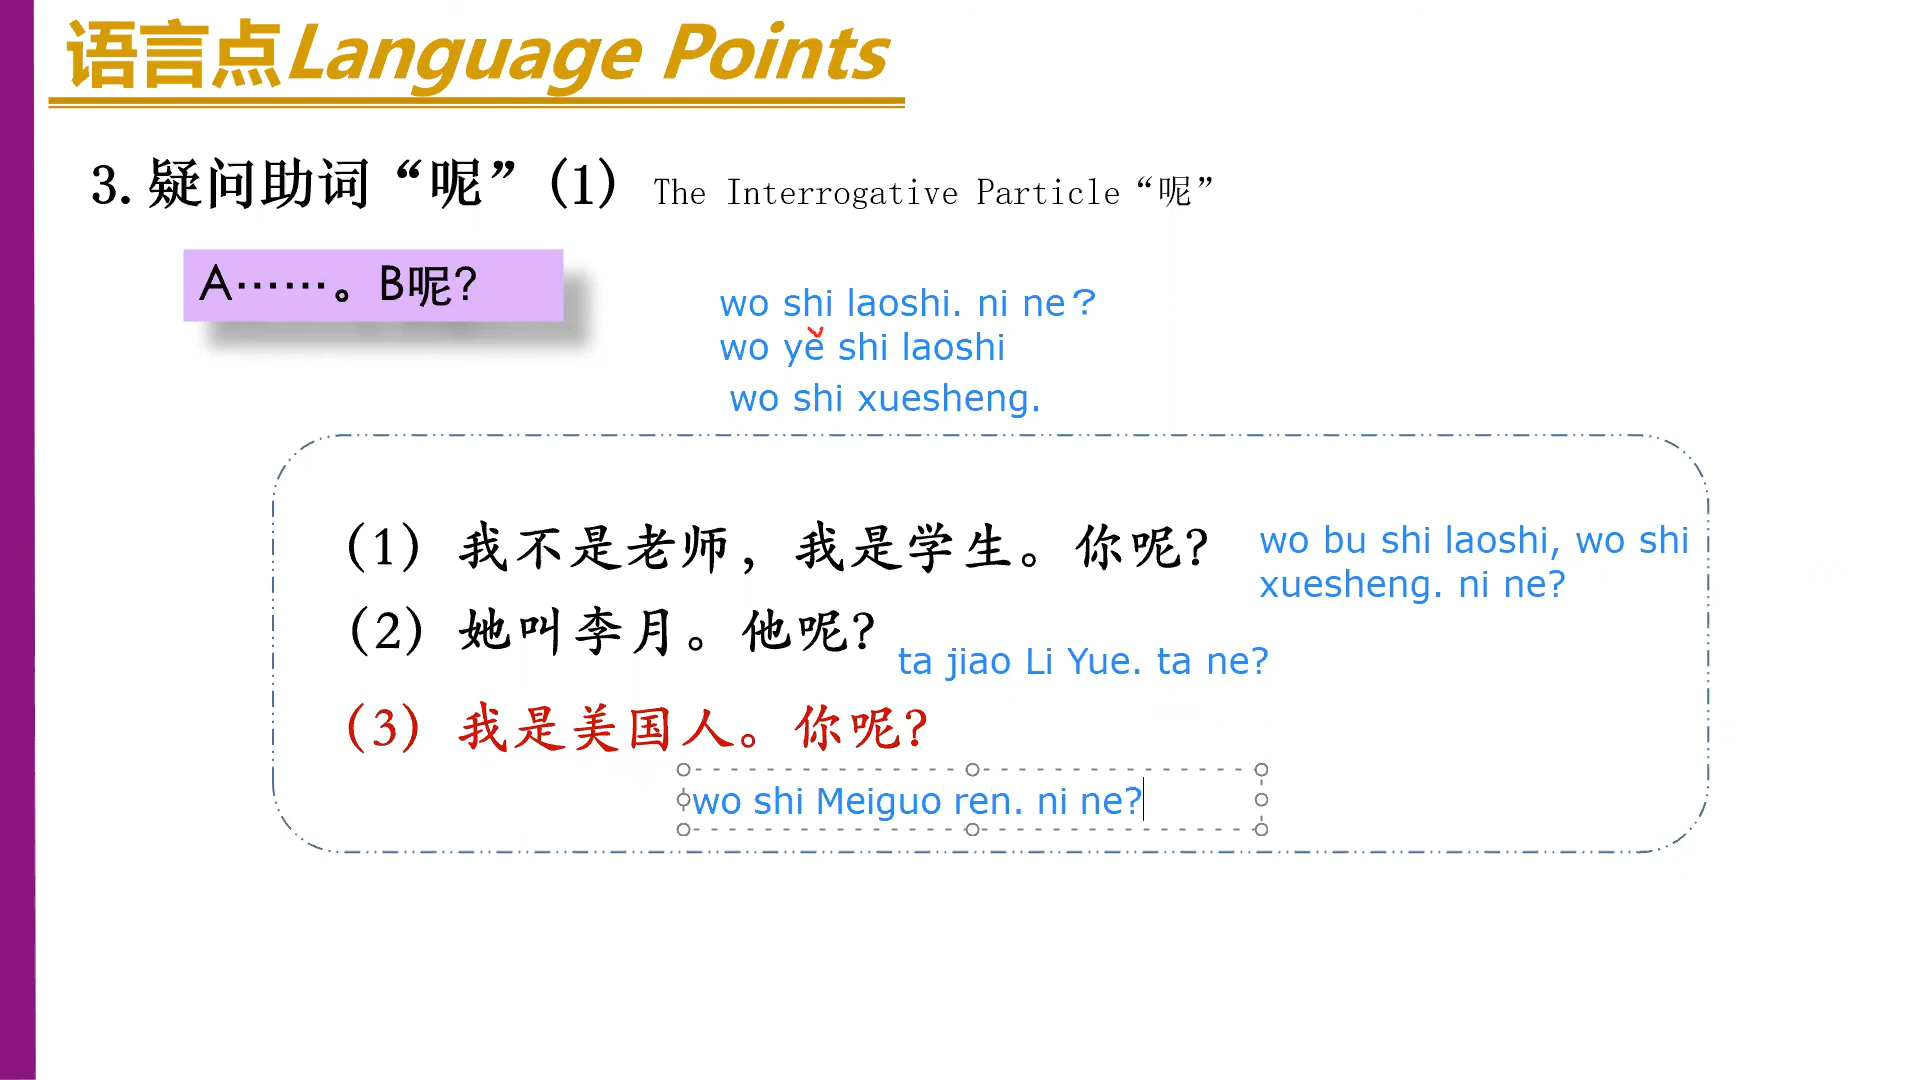 语言点Language Points
3. 疑问助词“呢”(1) The Interrogative Particle“呢”
A……。B呢?
wo shi laoshi. ni ne？
wo yě shi laoshi
wo shi xuesheng.
(1) 我不是老师，我是学生。你呢?
wo bu shi laoshi, wo shi
xuesheng. ni ne?
(2) 她叫李月。他呢?
ta jiao Li Yue. ta ne?
(3) 我是美国人。你呢?
wo shi Meiguo ren. ni ne?